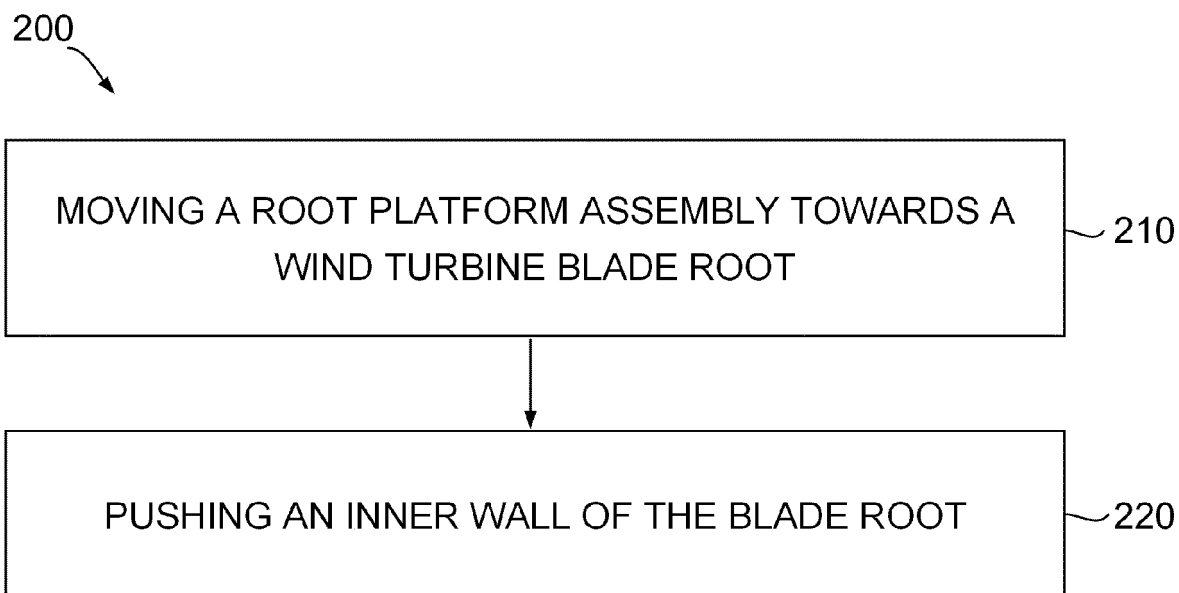 200
MOVING A ROOT PLATFORM ASSEMBLY TOWARDS A
WIND TURBINE BLADE ROOT
210
PUSHING AN INNER WALL OF THE BLADE ROOT
220